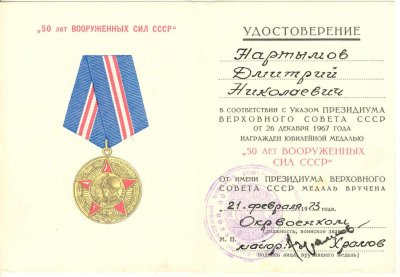 „50 лет ВООРУЖЕННЫХ СИЛ СССР“
УДОСТОВЕРЕНИЕ
Нартымов
Дмитрий
Николаевич
В СООТВЕТСТВИИ С УКАЗОМ ПРЕЗИДИУМА
ВЕРХОВНОГО СОВЕТА СССР
ОТ 26 ДЕКАБРЯ 1967 ГОДА
НАГРАЖДЕН ЮБИЛЕЙНОЙ МЕДАЛЬЮ
„50 ЛЕТ ВООРУЖЕННЫХ
СИЛ СССР“
ОТ ИМЕНИ ПРЕЗИДИУМА ВЕРХОВНОГО
СОВЕТА СССР МЕДАЛЬ ВРУЧЕНА
„21“ февраля 1973 года.
Окрвоенком
должность, воинское звание
М. П.
майор Храмов
(подпись лица, вручившего медаль)